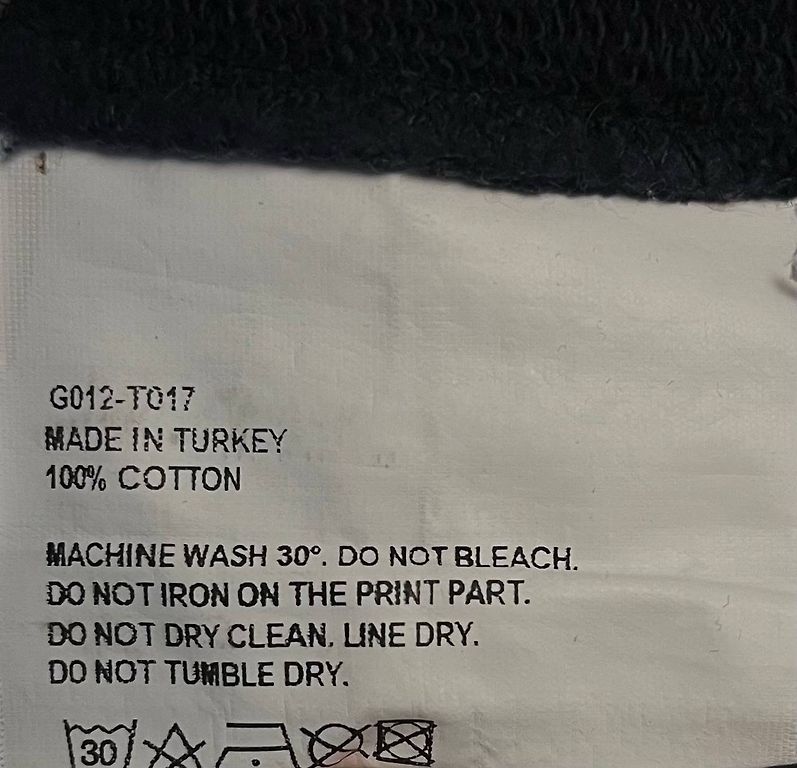 G012-T017
MADE IN TURKEY
100% COTTON
MACHINE WASH 30°. DO NOT BLEACH.
DO NOT IRON ON THE PRINT PART.
DO NOT DRY CLEAN. LINE DRY.
DO NOT TUMBLE DRY.
30